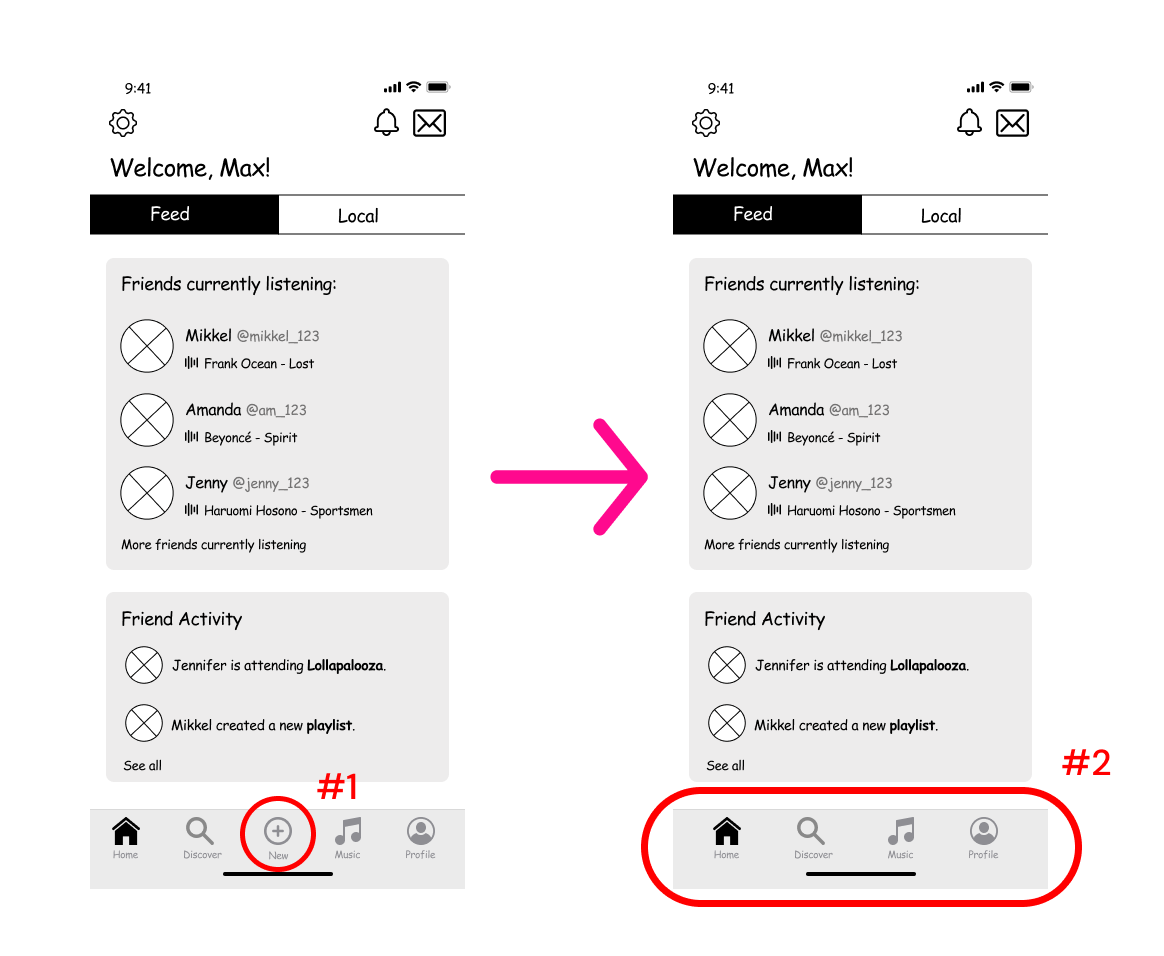 9:41
Welcome, Max!
Feed Local
Friends currently listening:
Mikkel @mikkel_123
Frank Ocean - Lost
Amanda @am_123
Beyoncé - Spirit
Jenny @jenny_123
Haruomi Hosono - Sportsmen
More friends currently listening
Friend Activity
Jennifer is attending Lollapalooza.
Mikkel created a new playlist.
See all
#1
Home Discover New Music Profile
9:41
Welcome, Max!
Feed Local
Friends currently listening:
Mikkel @mikkel_123
Frank Ocean - Lost
Amanda @am_123
Beyoncé - Spirit
Jenny @jenny_123
Haruomi Hosono - Sportsmen
More friends currently listening
Friend Activity
Jennifer is attending Lollapalooza.
Mikkel created a new playlist.
See all
#2
Home Discover Music Profile